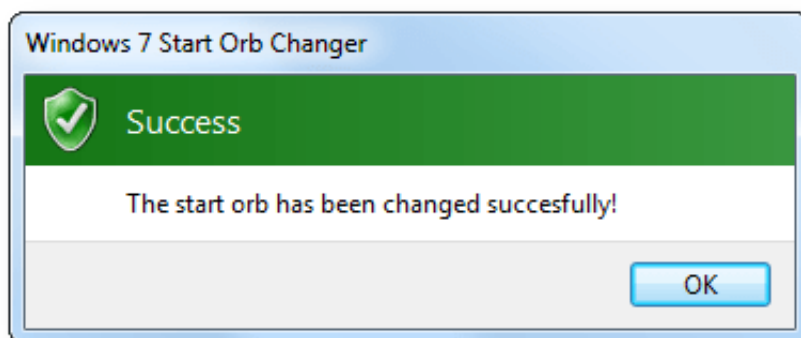 Windows 7 Start Orb Changer
Success
The start orb has been changed succesfully!
OK